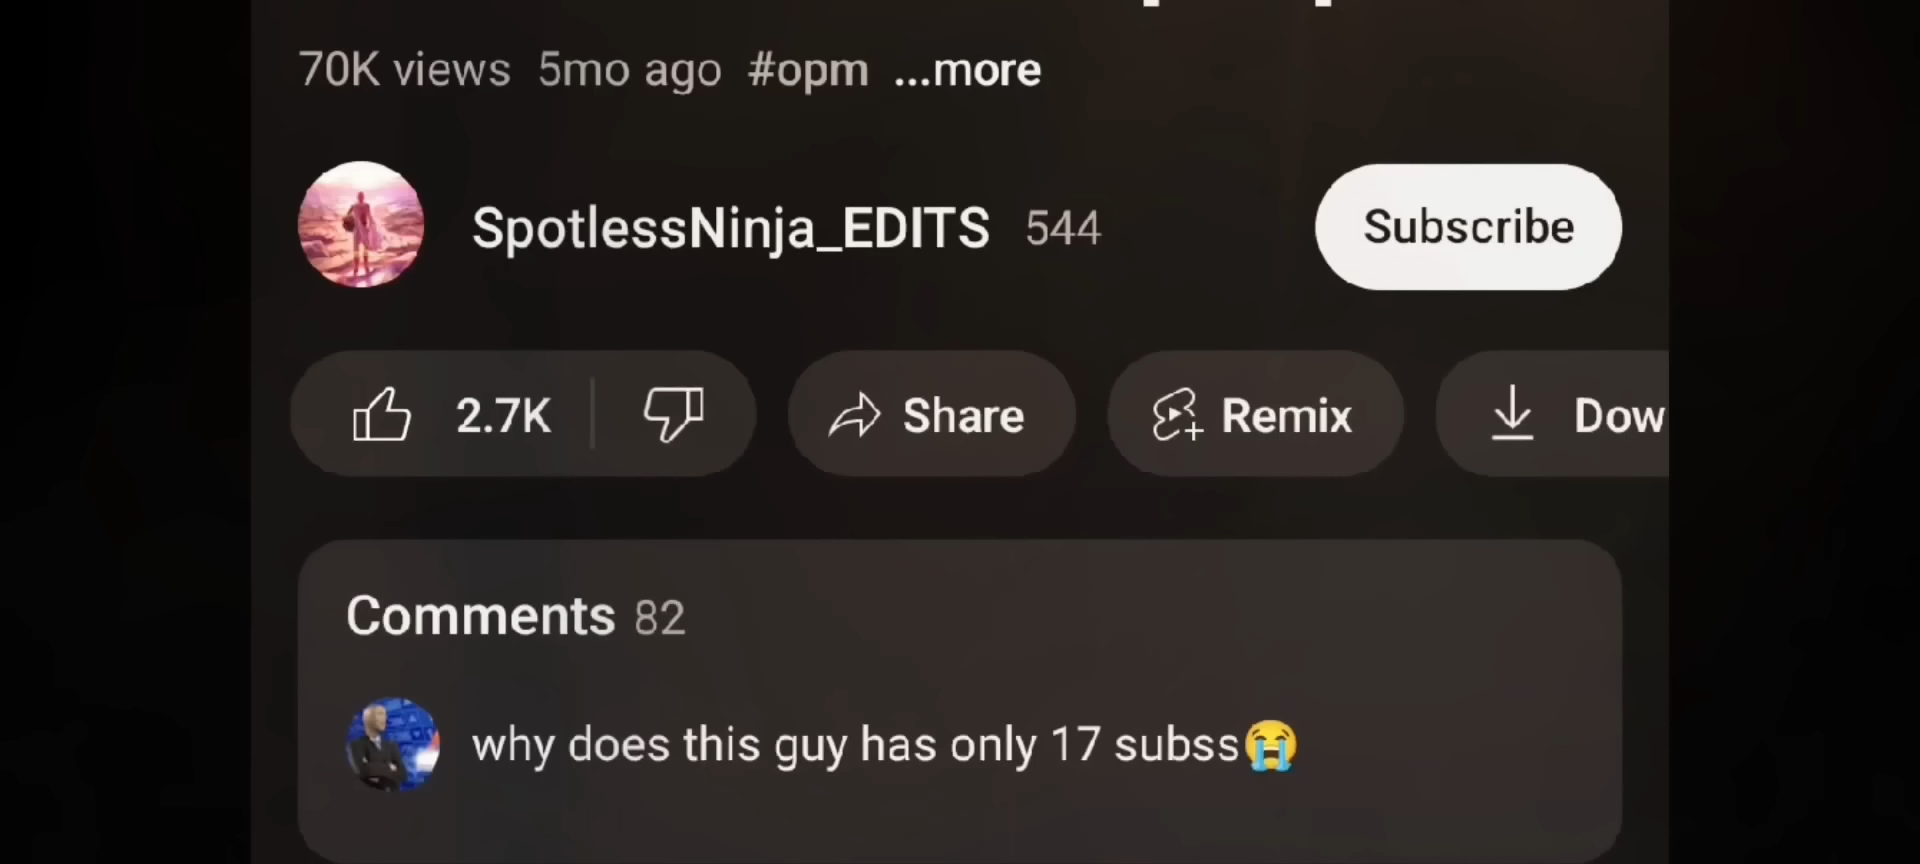 70K views 5mo ago #opm ...more
SpotlessNinja_EDITS 544
Subscribe
2.7K
Share
Remix
Dow
Comments 82
why does this guy has only 17 subss😭